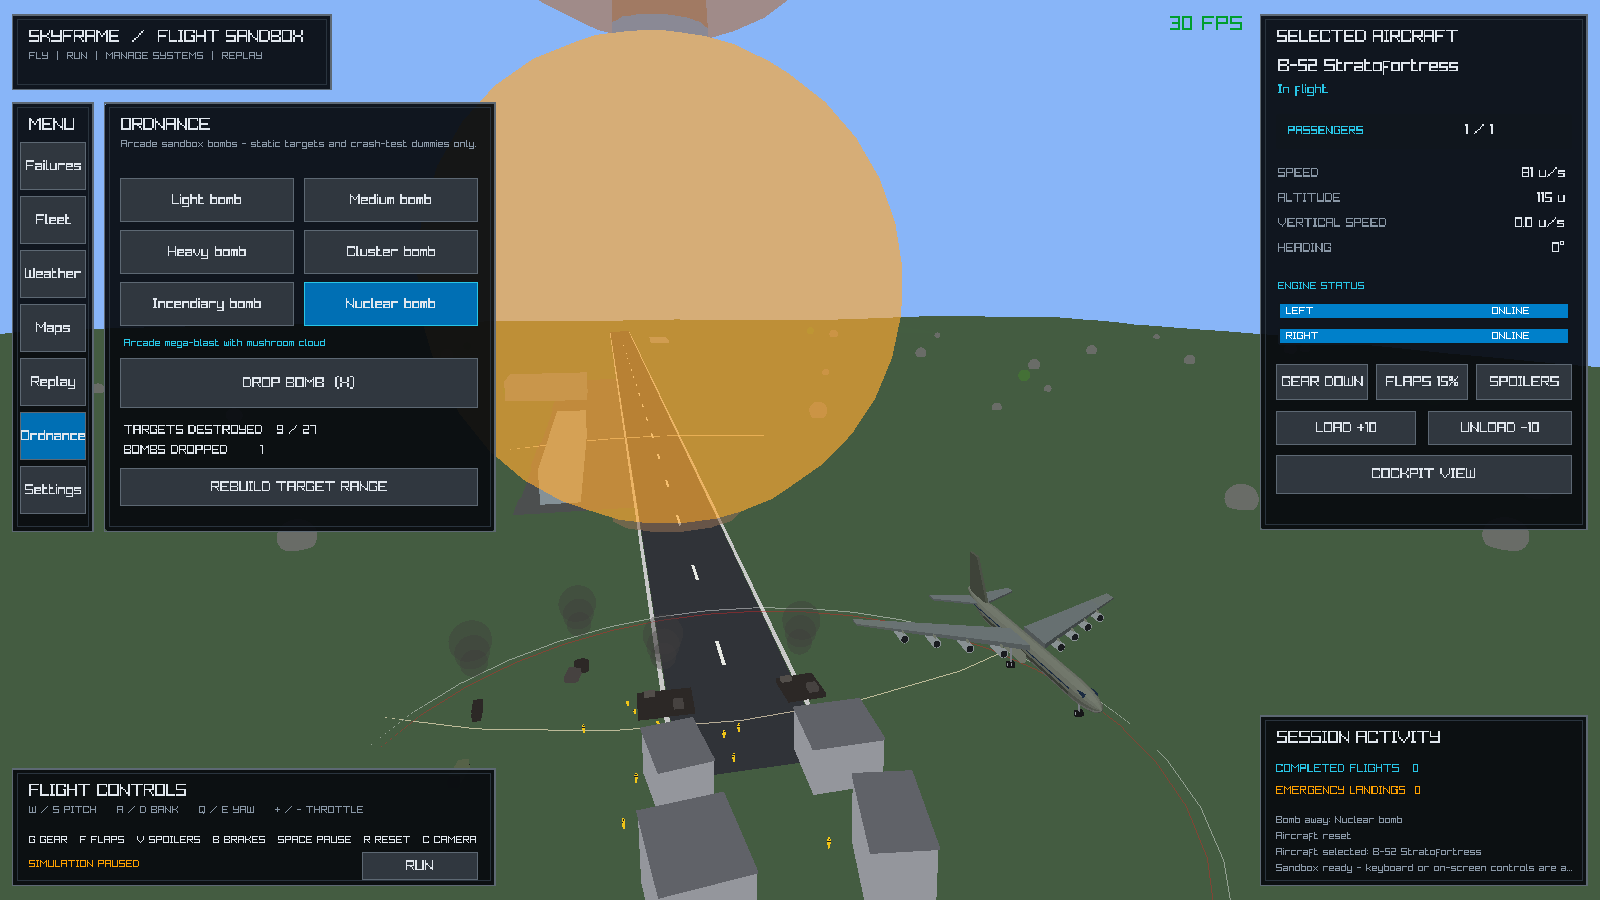 SKYFRAME / FLIGHT SANDBOX
FLY | RUN | MANAGE SYSTEMS | REPLAY
30 FPS
MENU
Failures
Fleet
Weather
Maps
Replay
Ordnance
Settings
ORDNANCE
Arcade sandbox bombs - static targets and crash-test dummies only.
Light bomb
Medium bomb
Heavy bomb
Cluster bomb
Incendiary bomb
Nuclear bomb
Arcade mega-blast with mushroom cloud
DROP BOMB (X)
TARGETS DESTROYED 9 / 27
BOMBS DROPPED 1
REBUILD TARGET RANGE
SELECTED AIRCRAFT
B-52 Stratofortress
In flight
PASSENGERS 1 / 1
SPEED 81 u/s
ALTITUDE 115 u
VERTICAL SPEED 0.0 u/s
HEADING 0°
ENGINE STATUS
LEFT ONLINE
RIGHT ONLINE
GEAR DOWN
FLAPS 15%
SPOILERS
LOAD +10
UNLOAD -10
COCKPIT VIEW
FLIGHT CONTROLS
W / S PITCH A / D BANK Q / E YAW + / - THROTTLE
G GEAR F FLAPS V SPOILERS B BRAKES SPACE PAUSE R RESET C CAMERA
SIMULATION PAUSED
RUN
SESSION ACTIVITY
COMPLETED FLIGHTS 0
EMERGENCY LANDINGS 0
Bomb away: Nuclear bomb
Aircraft reset
Aircraft selected: B-52 Stratofortress
Sandbox ready - keyboard or on-screen controls are a...